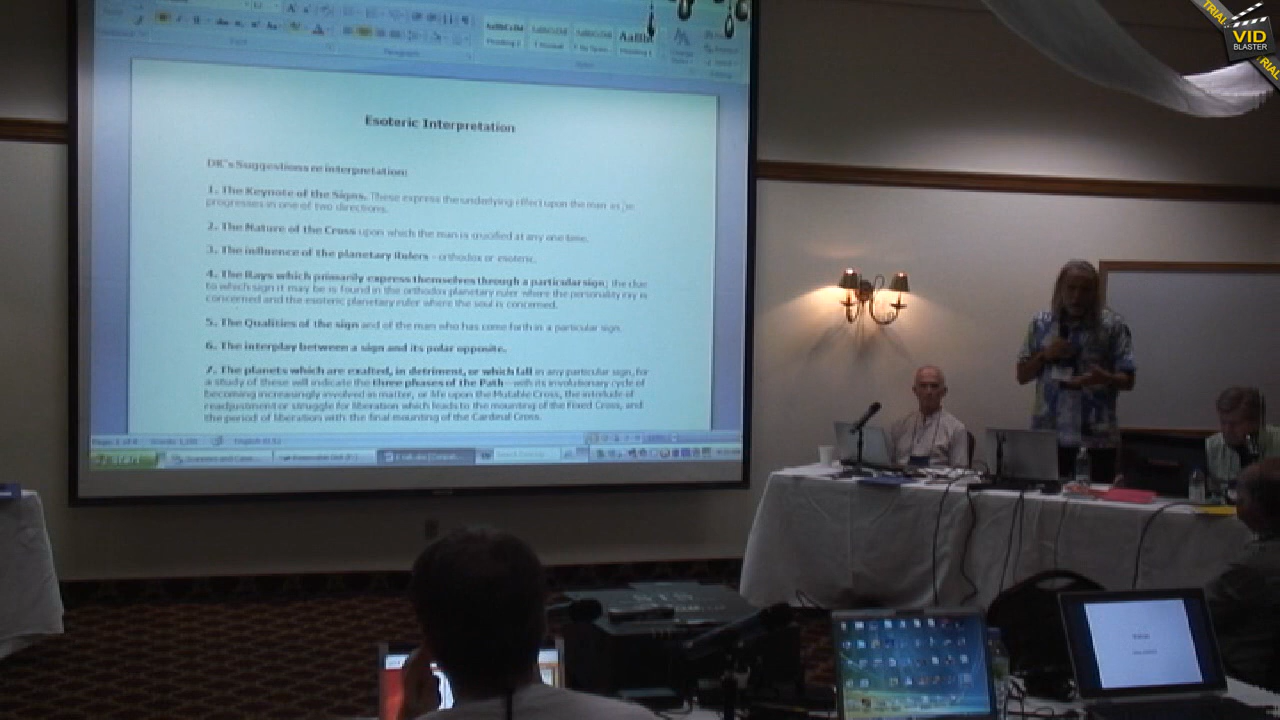 TRIAL
VID
BLASTER
TRIAL
Esoteric Interpretation
DK's Suggestions re interpretation:
1. The Keynote of the Signs. These express the underlying effect upon the man as he
progresses in one of two directions.
2. The Nature of the Cross upon which the man is crucified at any one time.
3. The influence of the planetary Rulers – orthodox or esoteric.
4. The Rays which primarily express themselves through a particular sign; the clue
to which sign it may be is found in the orthodox planetary ruler where the personality ray is
concerned and the esoteric planetary ruler where the soul is concerned.
5. The Qualities of the sign and of the man who has come forth in a particular sign.
6. The interplay between a sign and its polar opposite.
7. The planets which are exalted, in detriment, or which fall in any particular sign, for
a study of these will indicate the three phases of the Path – with its involutionary cycle of
becoming increasingly involved in matter, or life upon the Mutable Cross, the interlude of
readjustment or struggle for liberation which leads to the mounting of the Fixed Cross, and
the period of liberation with the final mounting of the Cardinal Cross.